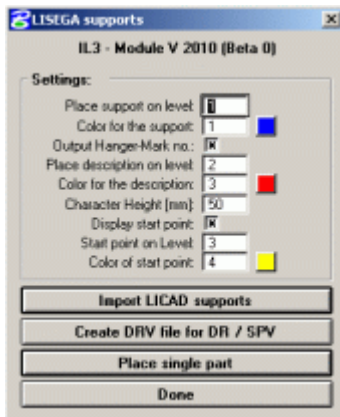 LISEGA supports
IL3 - Module V 2010 (Beta 0)
Settings:
Place support on level: 1
Color for the support: 1
Output Hanger-Mark no.:
Place description on level: 2
Color for the description: 3
Character Height [mm]: 50
Display start point:
Start point on Level: 3
Color of start point: 4
Import LICAD supports
Create DRV file for DR / SPV
Place single part
Done